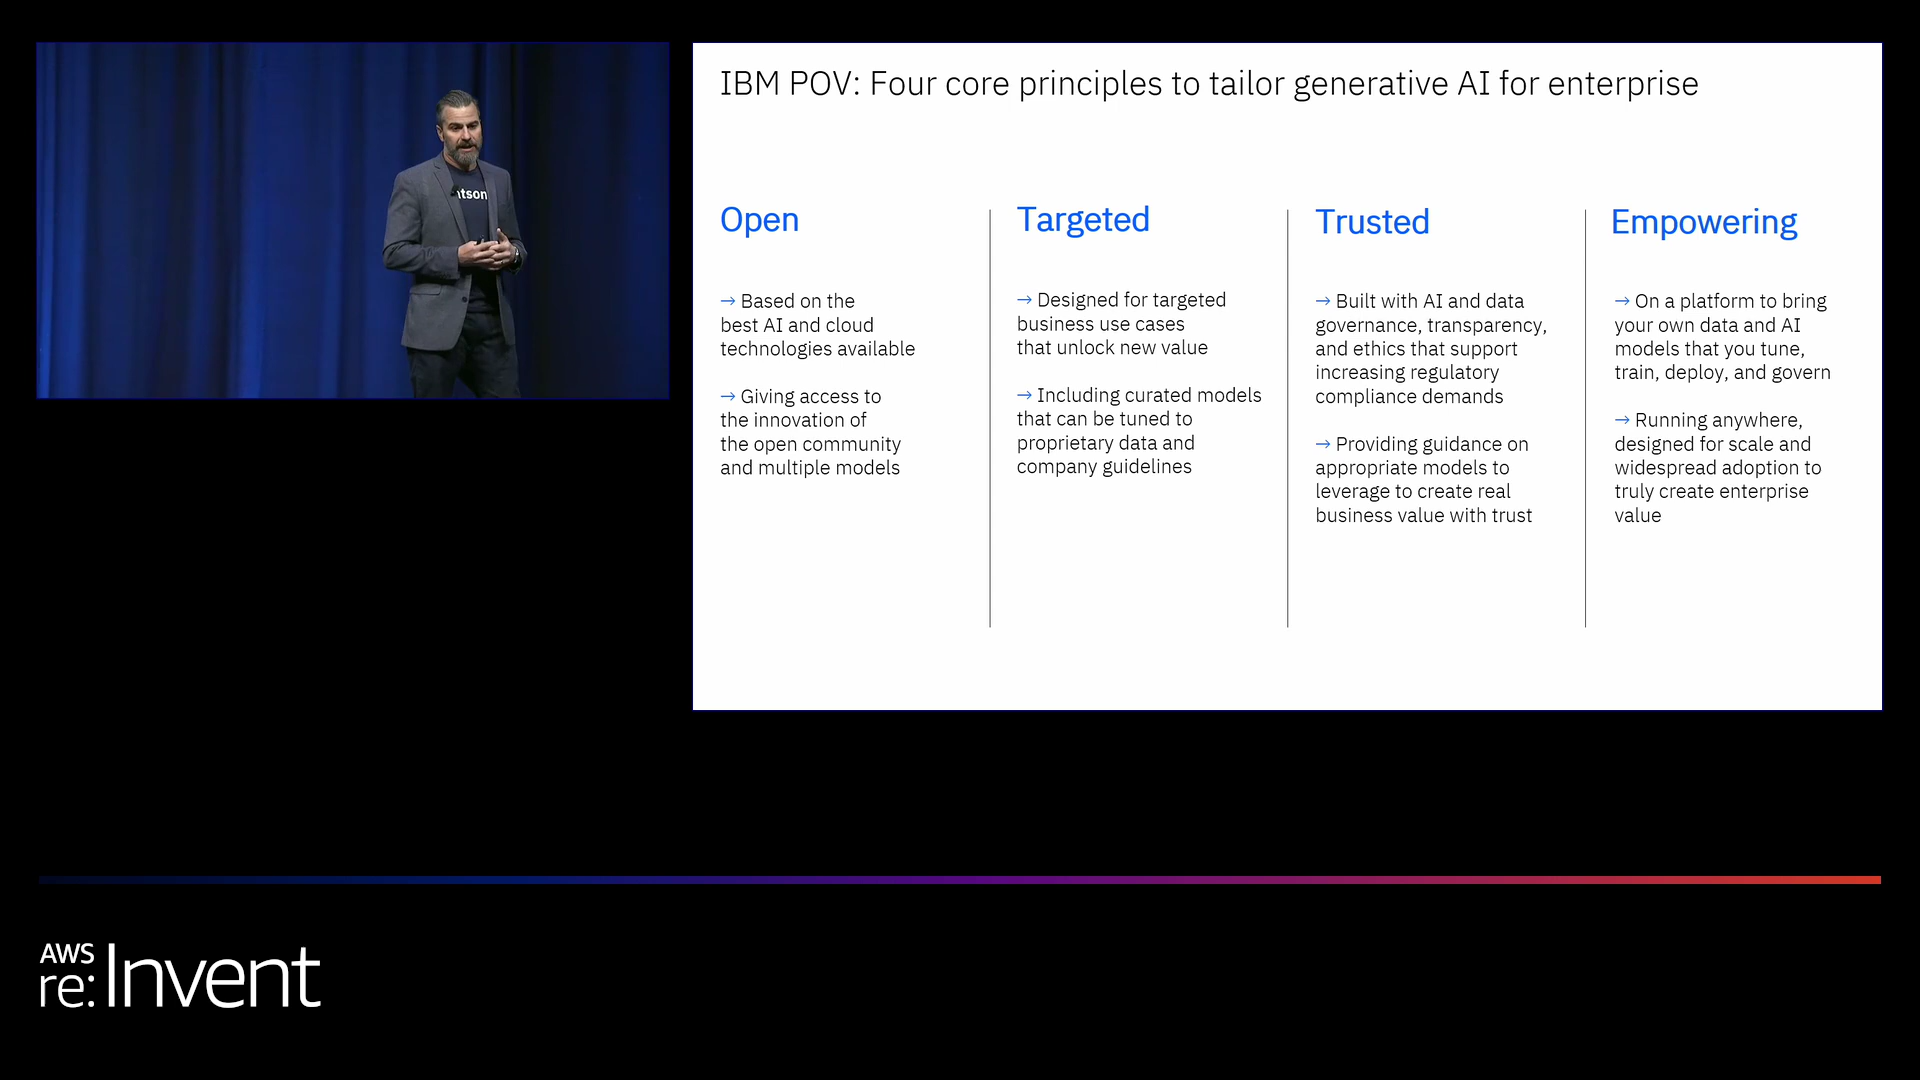 IBM POV: Four core principles to tailor generative AI for enterprise
Open
→ Based on the
best AI and cloud
technologies available
→ Giving access to
the innovation of
the open community
and multiple models
Targeted
→ Designed for targeted
business use cases
that unlock new value
→ Including curated models
that can be tuned to
proprietary data and
company guidelines
Trusted
→ Built with AI and data
governance, transparency,
and ethics that support
increasing regulatory
compliance demands
→ Providing guidance on
appropriate models to
leverage to create real
business value with trust
Empowering
→ On a platform to bring
your own data and AI
models that you tune,
train, deploy, and govern
→ Running anywhere,
designed for scale and
widespread adoption to
truly create enterprise
value
tson
AWS
re:Invent